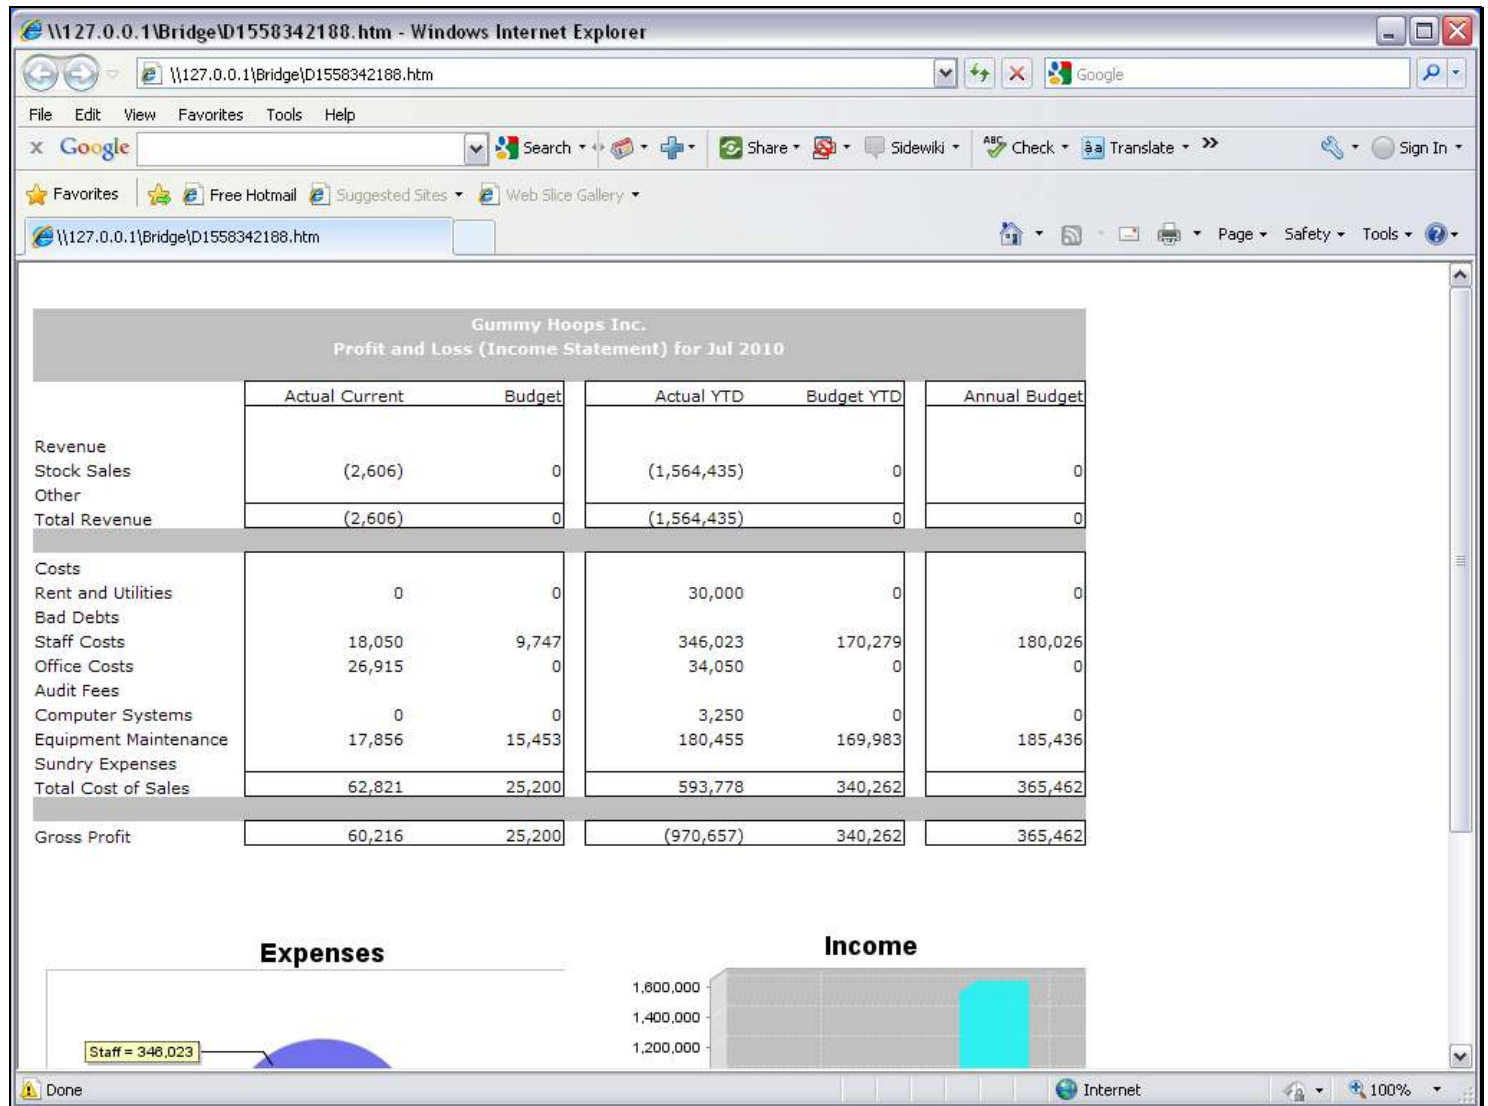 \\127.0.0.1\Bridge\D1558342188.htm - Windows Internet Explorer
\\127.0.0.1\Bridge\D1558342188.htm Google
File Edit View Favorites Tools Help
x Google Search Share Sidewiki ABC Check aa Translate >> Sign In
Favorites Free Hotmail Suggested Sites Web Slice Gallery
\\127.0.0.1\Bridge\D1558342188.htm Page Safety Tools
Gummy Hoops Inc.
Profit and Loss (Income Statement) for Jul 2010
Actual Current Budget Actual YTD Budget YTD Annual Budget
Revenue
Stock Sales (2,606) 0 (1,564,435) 0 0
Other
Total Revenue (2,606) 0 (1,564,435) 0 0
Costs
Rent and Utilities 0 0 30,000 0 0
Bad Debts
Staff Costs 18,050 9,747 346,023 170,279 180,026
Office Costs 26,915 0 34,050 0 0
Audit Fees
Computer Systems 0 0 3,250 0 0
Equipment Maintenance 17,856 15,453 180,455 169,983 185,436
Sundry Expenses
Total Cost of Sales 62,821 25,200 593,778 340,262 365,462
Gross Profit 60,216 25,200 (970,657) 340,262 365,462
Expenses
Staff = 346,023
Income
1,600,000
1,400,000
1,200,000
Done Internet 100%